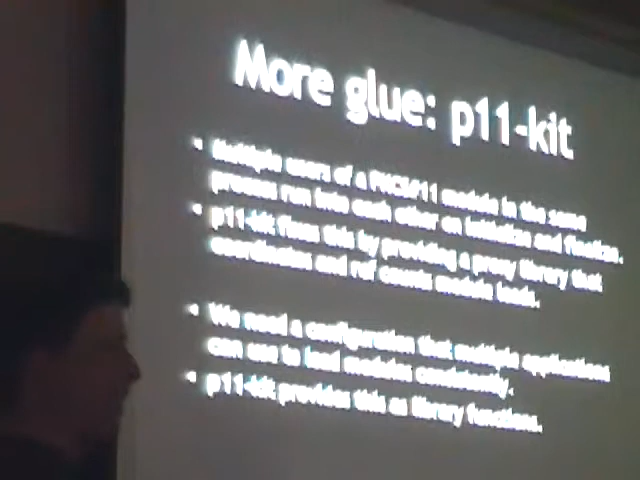 More glue: p11-kit
• Multiple users of a PKCS#11 module in the same
process run into each other on initialize and finalize.
• p11-kit fixes this by providing a proxy library that
coordinates and ref counts module loads.
• We need a configuration that multiple applications
can use to load modules consistently.
• p11-kit provides this as library functions.